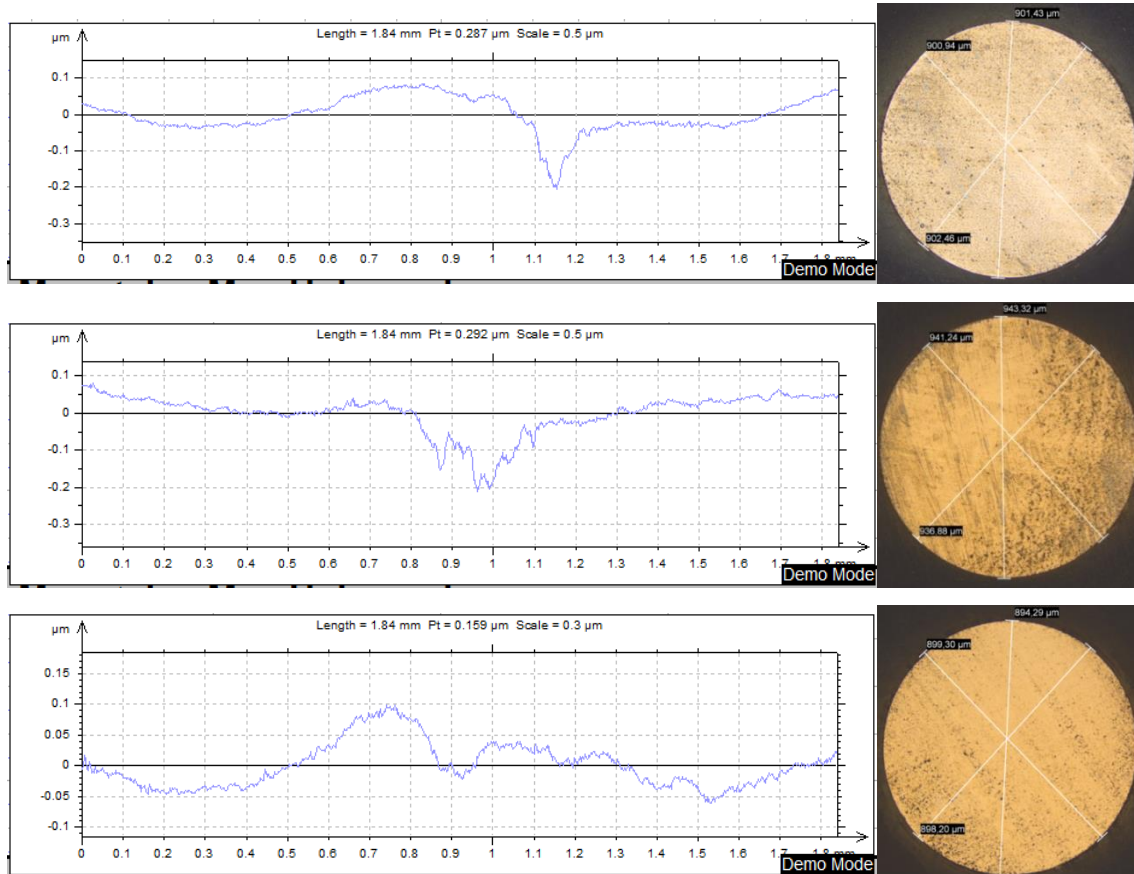 Length = 1.84 mm Pt = 0.287 µm Scale = 0.5 µm
µm
0.1
0
-0.1
-0.2
-0.3
0 0.1 0.2 0.3 0.4 0.5 0.6 0.7 0.8 0.9 1 1.1 1.2 1.3 1.4 1.5 1.6 1.7 1.8 mm
Demo Mode
901,43 µm
900,94 µm
902,46 µm
Length = 1.84 mm Pt = 0.292 µm Scale = 0.5 µm
µm
0.1
0
-0.1
-0.2
-0.3
0 0.1 0.2 0.3 0.4 0.5 0.6 0.7 0.8 0.9 1 1.1 1.2 1.3 1.4 1.5 1.6 1.7 1.8 mm
Demo Mode
943,32 µm
941,24 µm
936,88 µm
Length = 1.84 mm Pt = 0.159 µm Scale = 0.3 µm
µm
0.15
0.1
0.05
0
-0.05
-0.1
0 0.1 0.2 0.3 0.4 0.5 0.6 0.7 0.8 0.9 1 1.1 1.2 1.3 1.4 1.5 1.6 1.7 1.8 mm
Demo Mode
894,29 µm
899,30 µm
898,20 µm